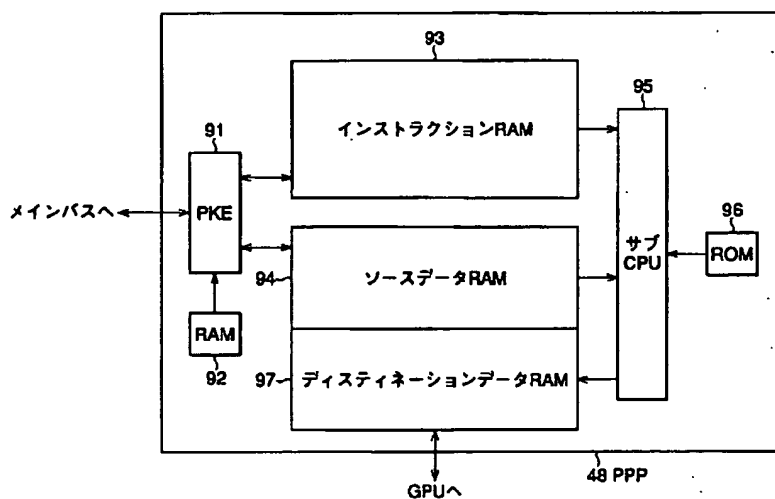 93
インストラクションRAM
95
91
メインバスへ
PKE
サブ
CPU
96
ROM
94
ソースデータRAM
RAM
92
97
ディスティネーションデータRAM
48 PPP
GPUへ